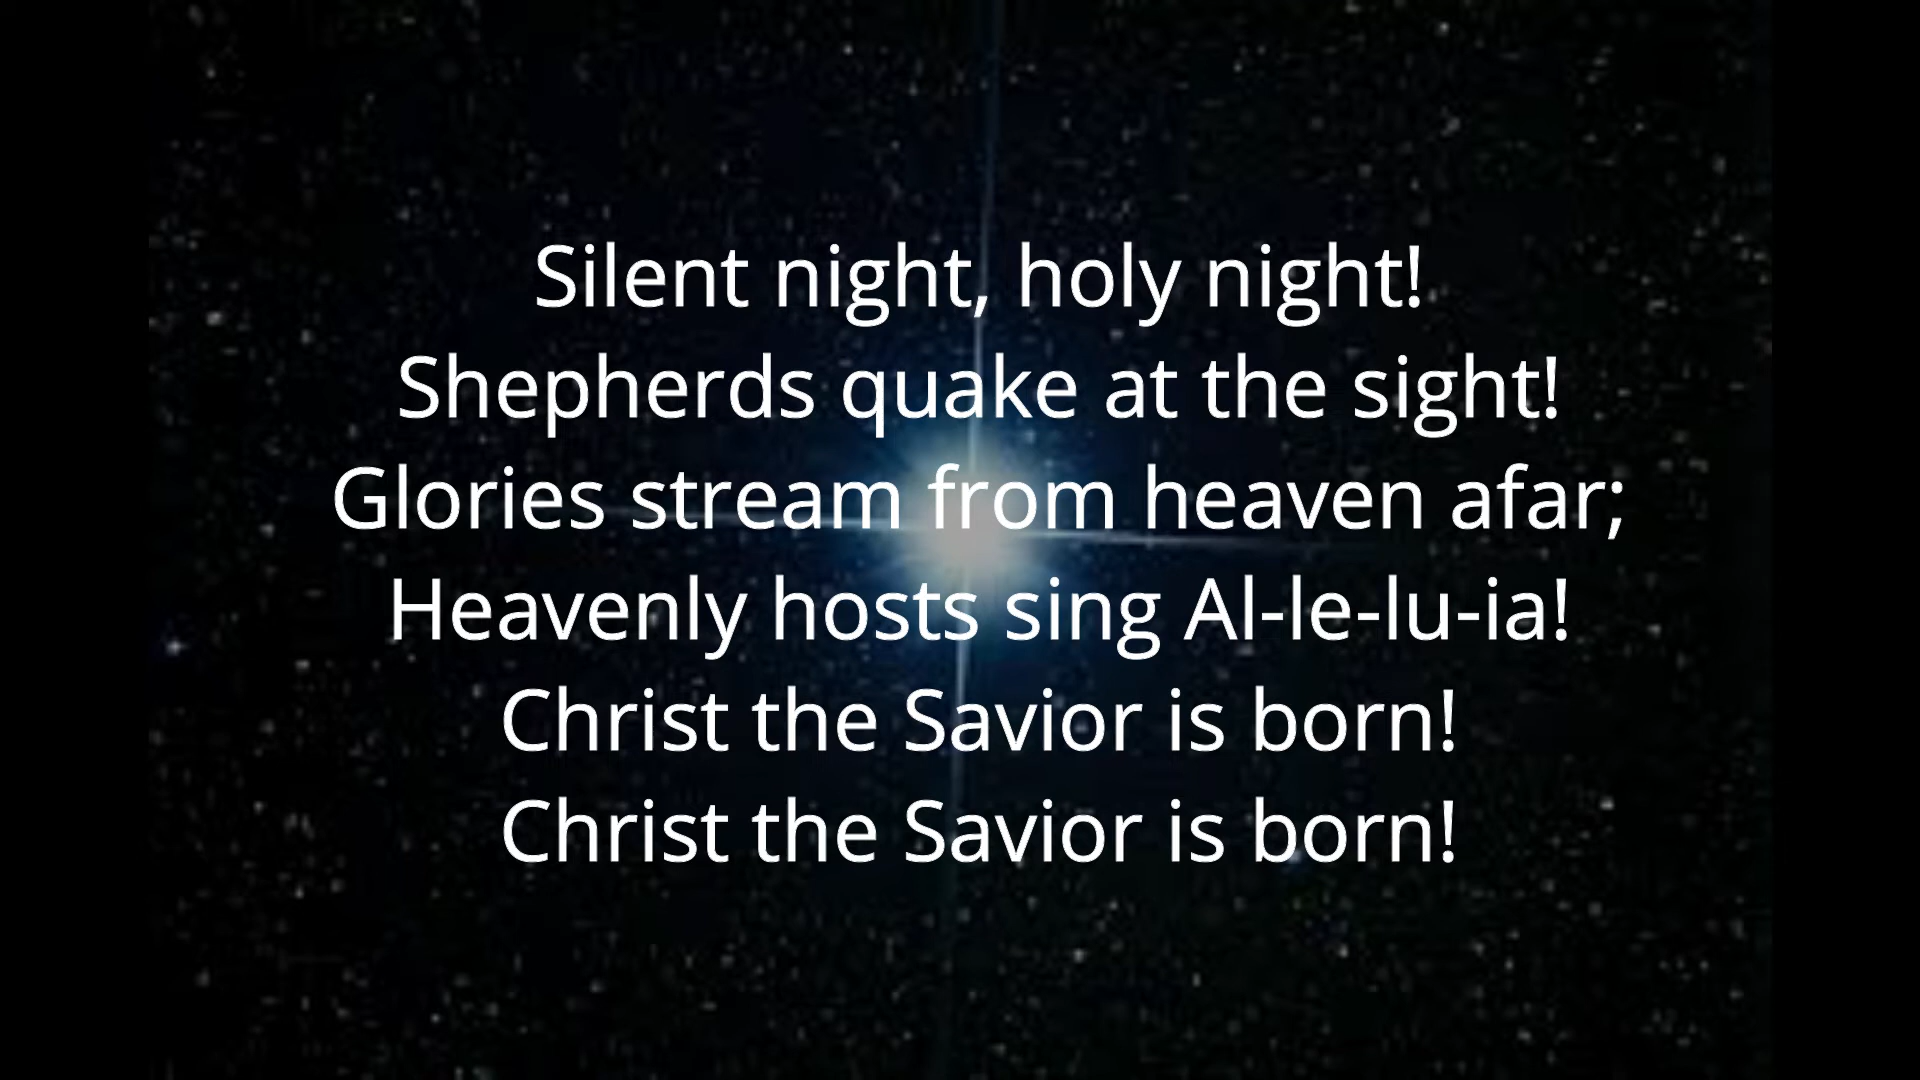 Silent night, holy night!
Shepherds quake at the sight!
Glories stream from heaven afar;
Heavenly hosts sing Al-le-lu-ia!
Christ the Savior is born!
Christ the Savior is born!